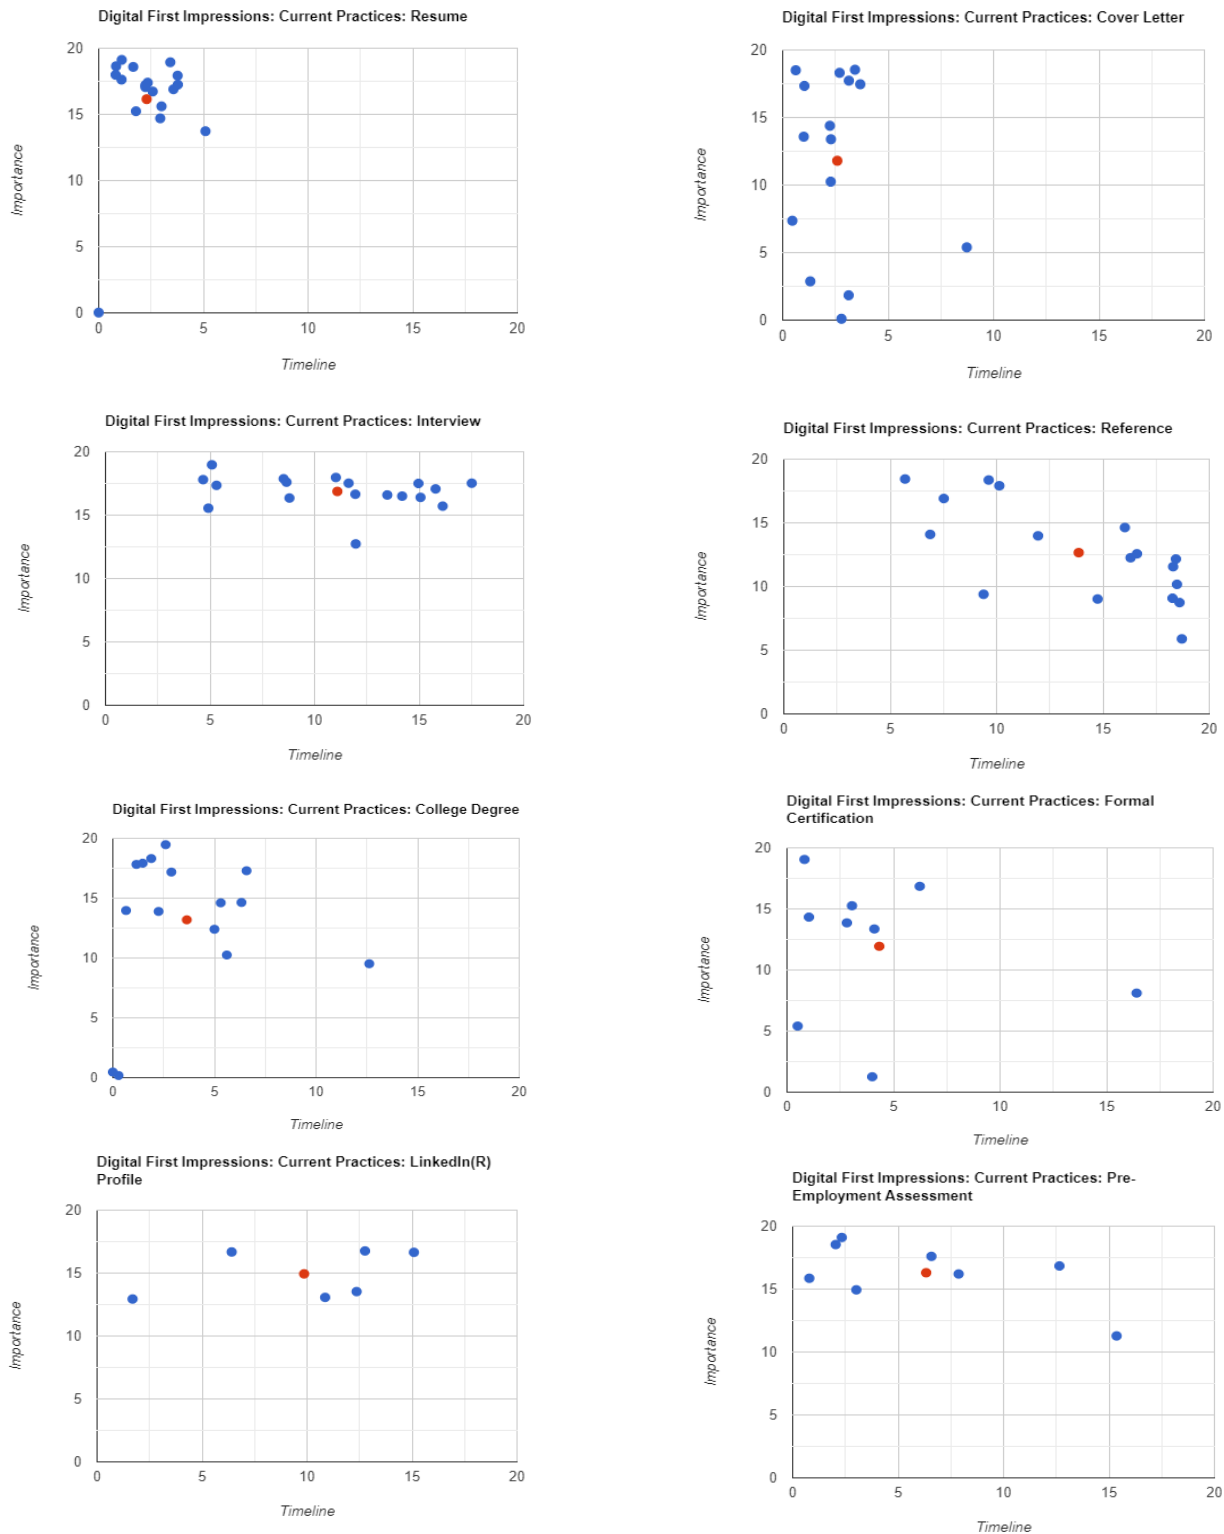 Digital First Impressions: Current Practices: Resume
20
15
10
5
0
0 5 10 15 20
Importance
Timeline
Digital First Impressions: Current Practices: Cover Letter
20
15
10
5
0
0 5 10 15 20
Importance
Timeline
Digital First Impressions: Current Practices: Interview
20
15
10
5
0
0 5 10 15 20
Importance
Timeline
Digital First Impressions: Current Practices: Reference
20
15
10
5
0
0 5 10 15 20
Importance
Timeline
Digital First Impressions: Current Practices: College Degree
20
15
10
5
0
0 5 10 15 20
Importance
Timeline
Digital First Impressions: Current Practices: Formal
Certification
20
15
10
5
0
0 5 10 15 20
Importance
Timeline
Digital First Impressions: Current Practices: LinkedIn(R)
Profile
20
15
10
5
0
0 5 10 15 20
Importance
Timeline
Digital First Impressions: Current Practices: Pre-
Employment Assessment
20
15
10
5
0
0 5 10 15 20
Importance
Timeline